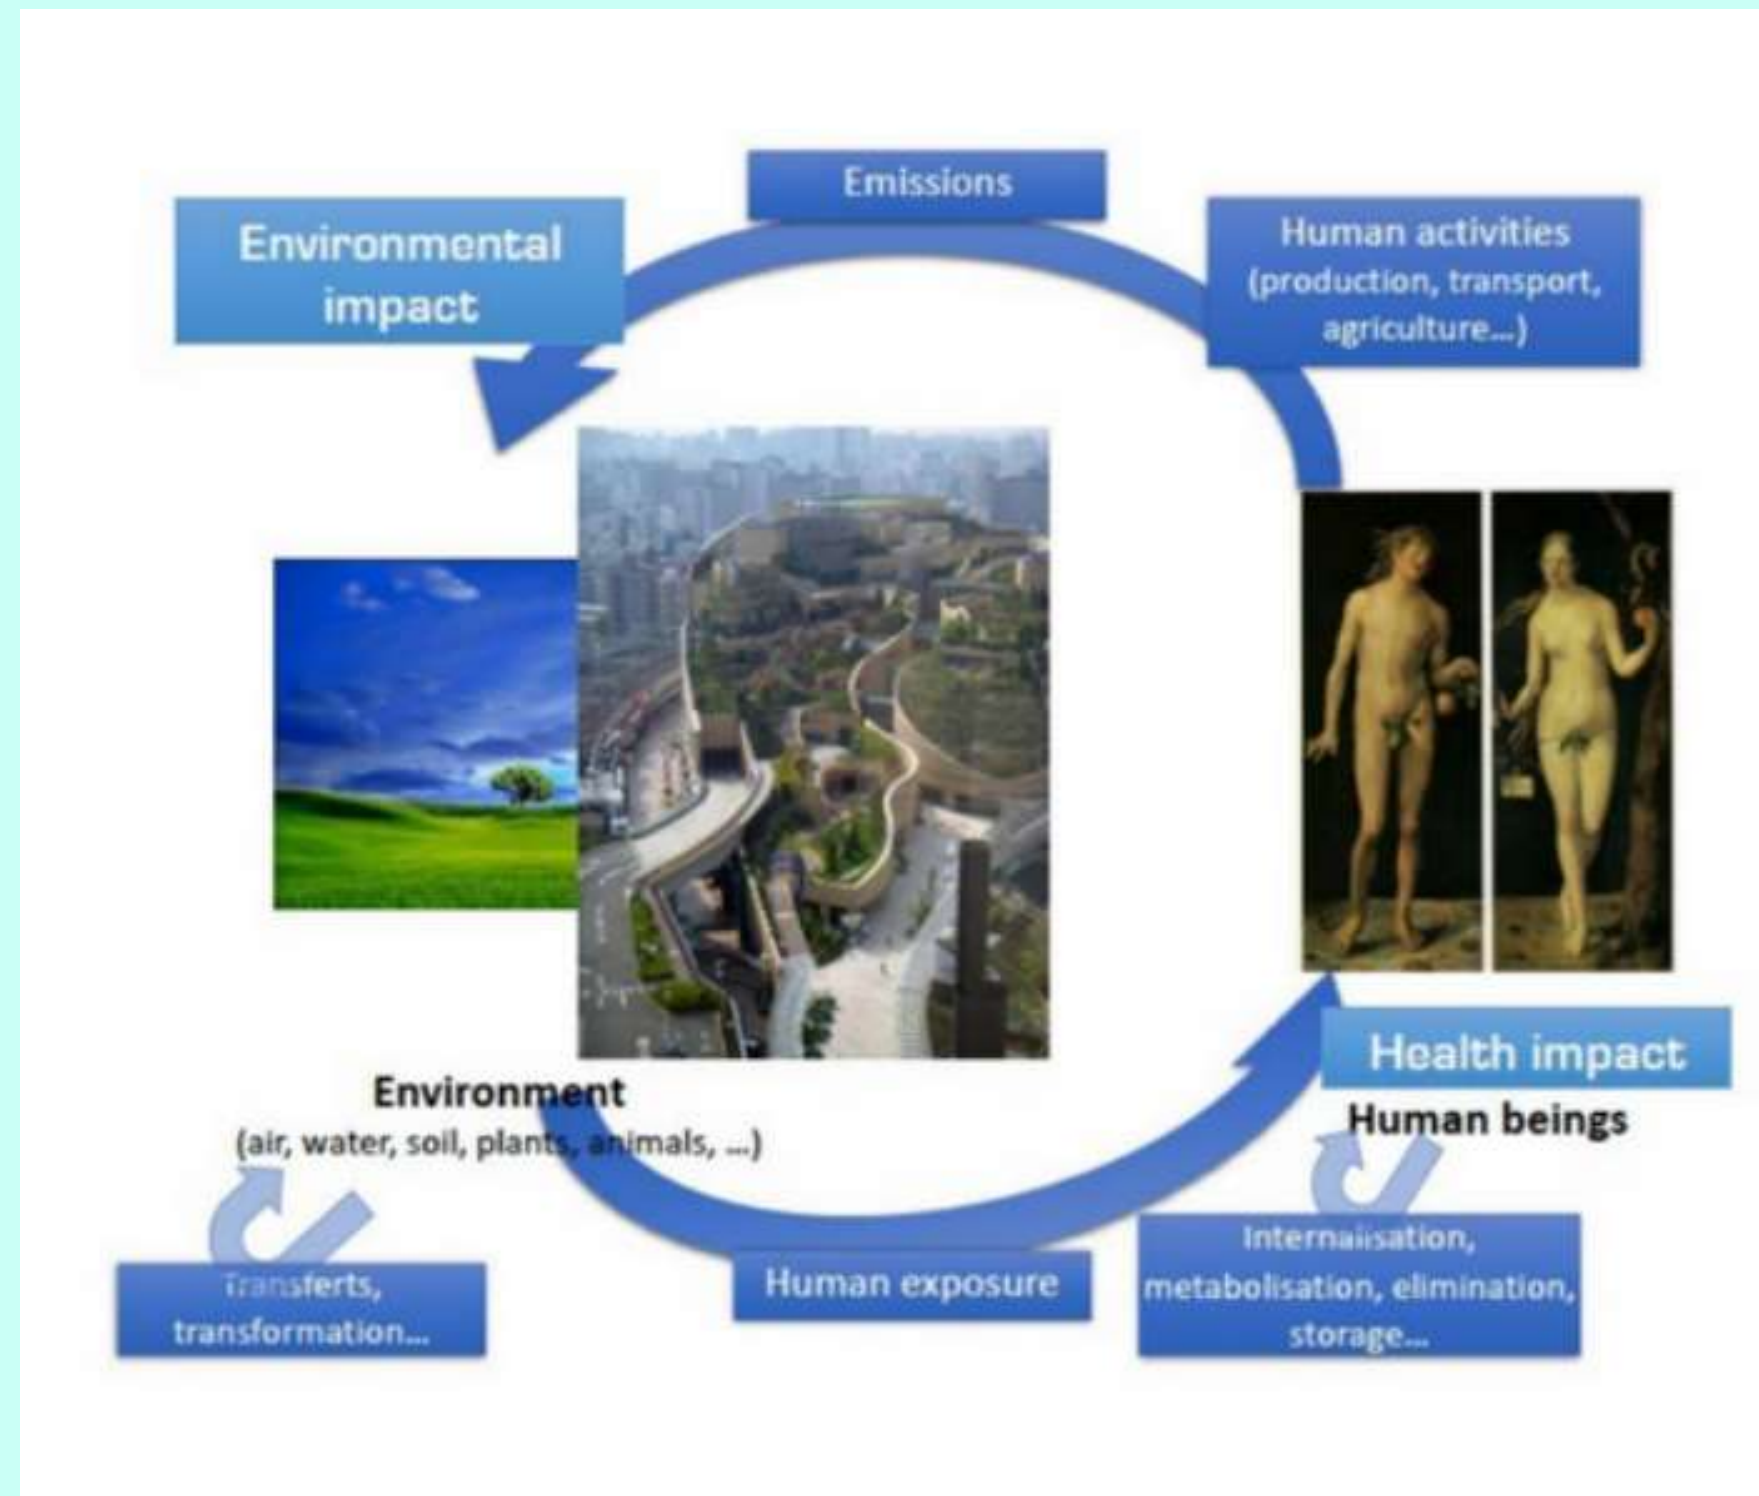 Emissions
Environmental
impact
Human activities
(production, transport,
agriculture...)
Environment
(air, water, soil, plants, animals, ...)
Health impact
Human beings
Transferts,
transformation...
Human exposure
Internalisation,
metabolisation, elimination,
storage...